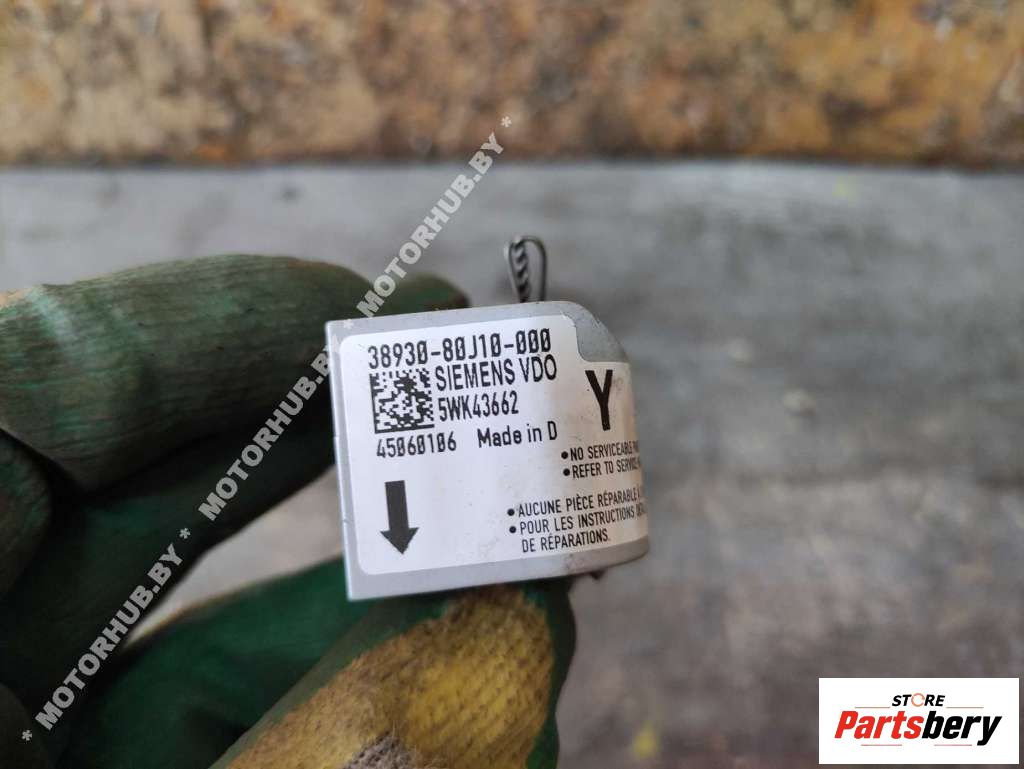 38930-80J10-000
SIEMENS VDO
5WK43662
45060106 Made in D
Y
• NO SERVICEABLE
• REFER TO
• AUCUNE PIÈCE RÉPARABLE
• POUR LES INSTRUCTIONS
DE RÉPARATIONS.
* MOTORHUB.BY * MOTORHUB.BY * MOTORHUB.BY *
STORE
Partsbery